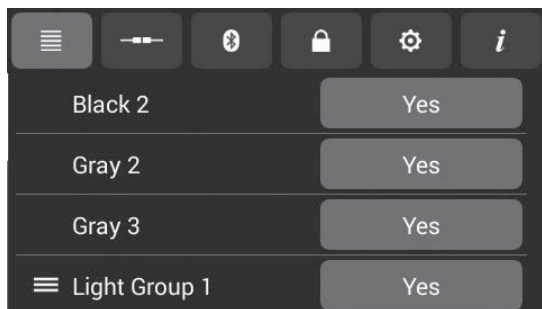 Black 2 Yes
Gray 2 Yes
Gray 3 Yes
Light Group 1 Yes